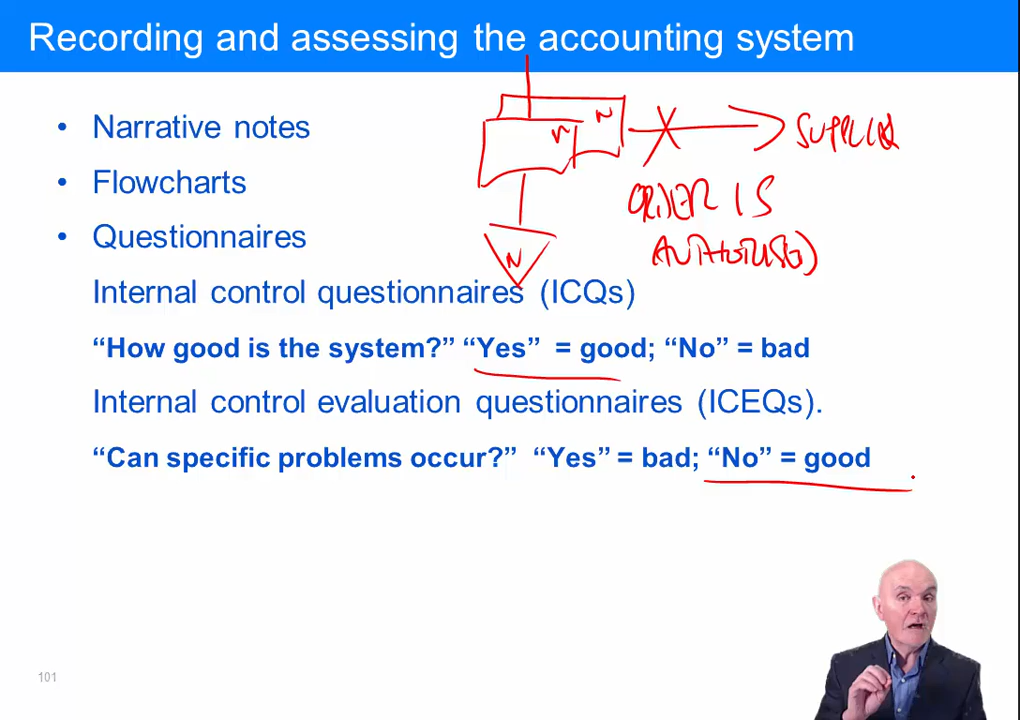 Recording and assessing the accounting system
• Narrative notes
• Flowcharts
• Questionnaires
N
N
SUPPLIER
ORDER IS
AUTHORISED
N
Internal control questionnaires (ICQs)
“How good is the system?” “Yes” = good; “No” = bad
Internal control evaluation questionnaires (ICEQs).
“Can specific problems occur?” “Yes” = bad; “No” = good
101